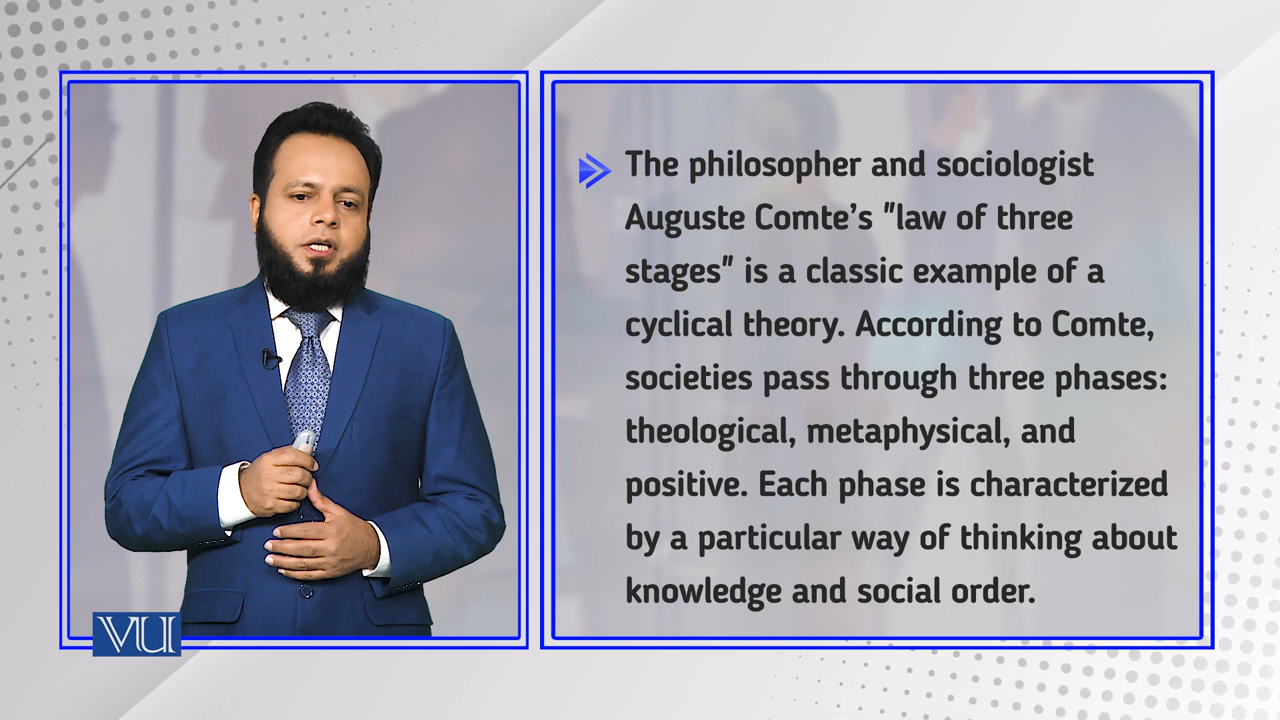 The philosopher and sociologist
Auguste Comte’s "law of three
stages" is a classic example of a
cyclical theory. According to Comte,
societies pass through three phases:
theological, metaphysical, and
positive. Each phase is characterized
by a particular way of thinking about
knowledge and social order.
VU